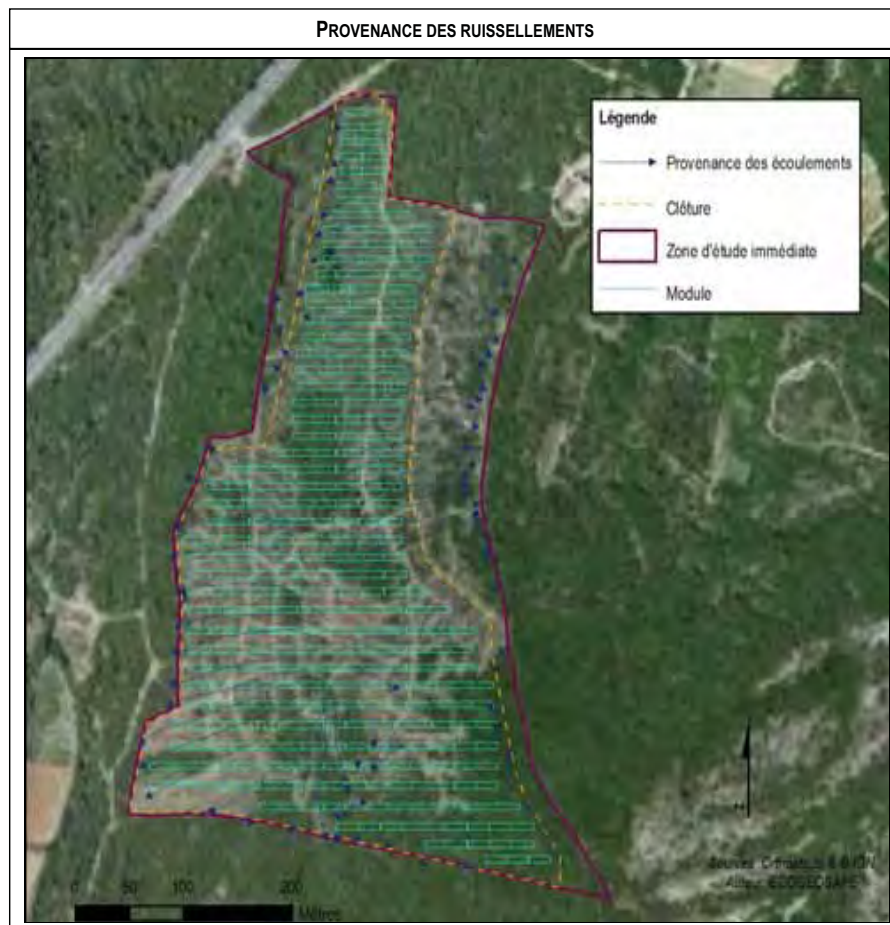 PROVENANCE DES RUISSELLEMENTS
Légende
Provenance des écoulements
Clôture
Zone d'étude immédiate
Module
0 50 100 200
Mètres